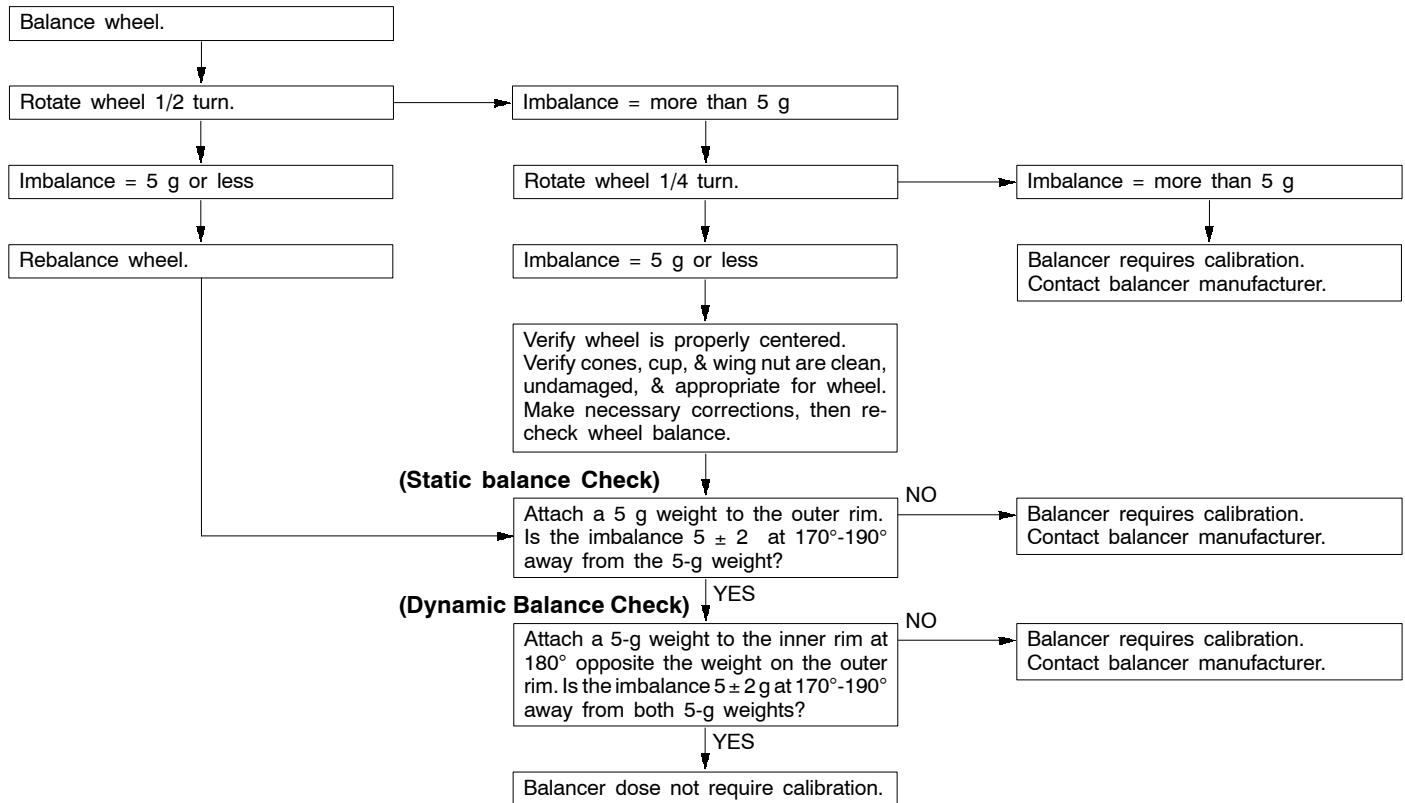 Balance wheel.
Rotate wheel 1/2 turn.
Imbalance = more than 5 g
Imbalance = 5 g or less
Rotate wheel 1/4 turn.
Imbalance = more than 5 g
Rebalance wheel.
Imbalance = 5 g or less
Balancer requires calibration.
Contact balancer manufacturer.
Verify wheel is properly centered.
Verify cones, cup, & wing nut are clean,
undamaged, & appropriate for wheel.
Make necessary corrections, then re-
check wheel balance.
(Static balance Check)
Attach a 5 g weight to the outer rim.
Is the imbalance 5 ± 2 at 170°-190°
away from the 5-g weight?
NO
Balancer requires calibration.
Contact balancer manufacturer.
YES
(Dynamic Balance Check)
Attach a 5-g weight to the inner rim at
180° opposite the weight on the outer
rim. Is the imbalance 5 ± 2 g at 170°-190°
away from both 5-g weights?
NO
Balancer requires calibration.
Contact balancer manufacturer.
YES
Balancer dose not require calibration.